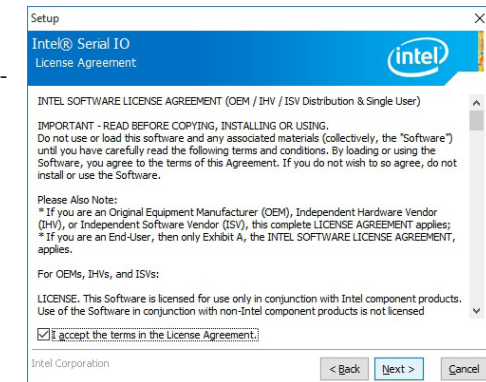 Setup
Intel® Serial IO
License Agreement
intel
INTEL SOFTWARE LICENSE AGREEMENT (OEM / IHV / ISV Distribution & Single User)
IMPORTANT - READ BEFORE COPYING, INSTALLING OR USING.
Do not use or load this software and any associated materials (collectively, the "Software")
until you have carefully read the following terms and conditions. By loading or using the
Software, you agree to the terms of this Agreement. If you do not wish to so agree, do not
install or use the Software.
Please Also Note:
* If you are an Original Equipment Manufacturer (OEM), Independent Hardware Vendor
(IHV), or Independent Software Vendor (ISV), this complete LICENSE AGREEMENT applies;
* If you are an End-User, then only Exhibit A, the INTEL SOFTWARE LICENSE AGREEMENT,
applies.
For OEMs, IHVs, and ISVs:
LICENSE. This Software is licensed for use only in conjunction with Intel component products.
Use of the Software in conjunction with non-Intel component products is not licensed
I accept the terms in the License Agreement.
Intel Corporation
< Back
Next >
Cancel